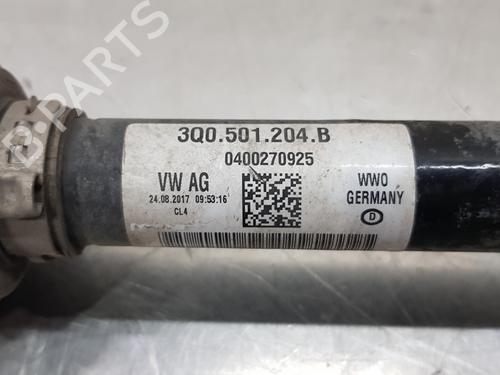 3Q0.501.204.B
0400270925
VW AG
24.08.2017 09:53:16
CL4
WWO
GERMANY
D
B-PARTS